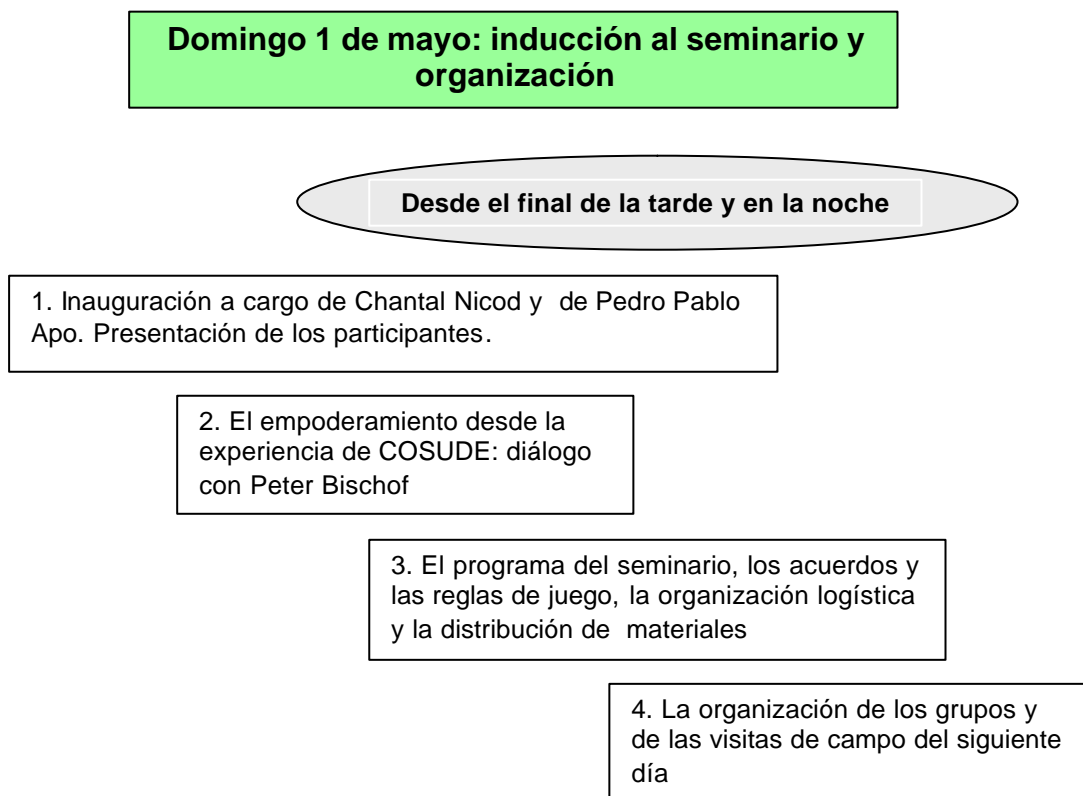 Domingo 1 de mayo: inducción al seminario y
organización
Desde el final de la tarde y en la noche
1. Inauguración a cargo de Chantal Nicod y de Pedro Pablo
Apo. Presentación de los participantes.
2. El empoderamiento desde la
experiencia de COSUDE: diálogo
con Peter Bischof
3. El programa del seminario, los acuerdos y
las reglas de juego, la organización logística
y la distribución de materiales
4. La organización de los grupos y
de las visitas de campo del siguiente
día